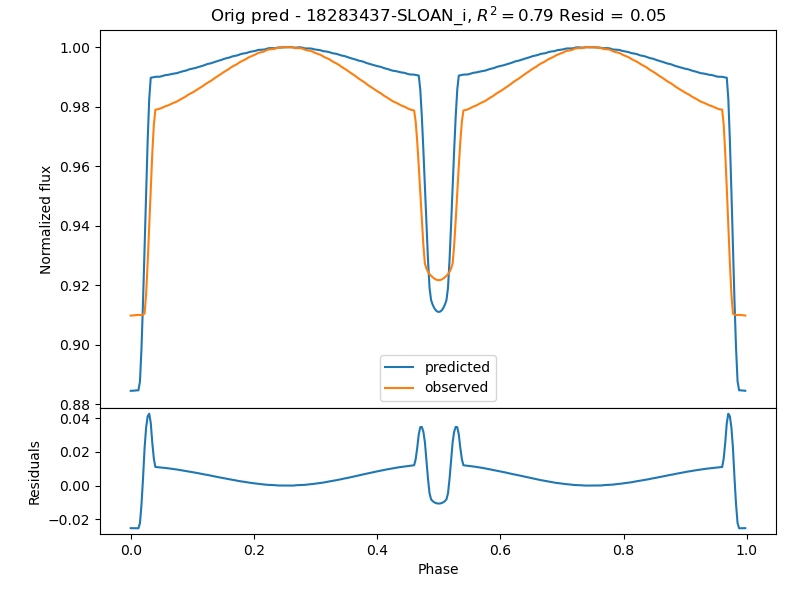 Orig pred - 18283437-SLOAN_i, R² = 0.79 Resid = 0.05
1.00
0.98
0.96
0.94
0.92
0.90
0.88
Normalized flux
predicted
observed
0.04
0.02
0.00
−0.02
Residuals
0.0 0.2 0.4 0.6 0.8 1.0
Phase